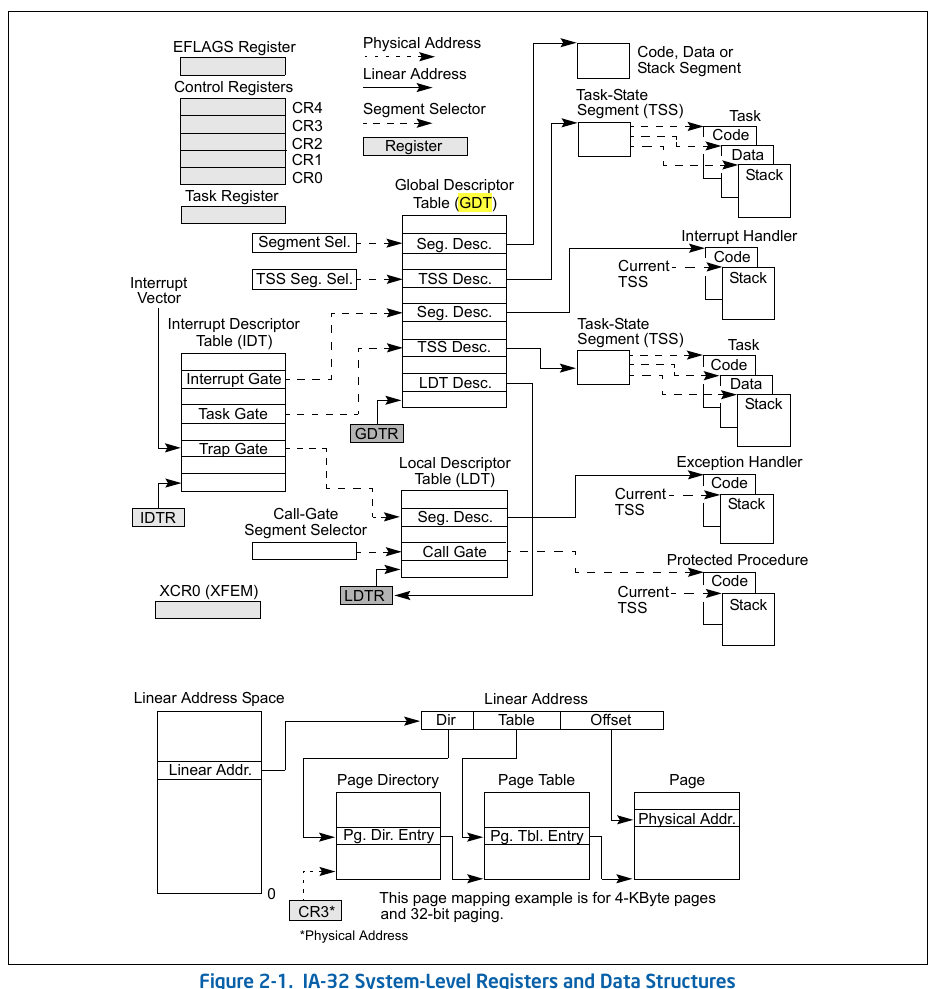 EFLAGS Register
Control Registers
CR4
CR3
CR2
CR1
CR0
Task Register
Physical Address
Linear Address
Segment Selector
Register
Code, Data or
Stack Segment
Task-State
Segment (TSS)
Task
Code
Data
Stack
Global Descriptor
Table (GDT)
Segment Sel.
Seg. Desc.
TSS Seg. Sel.
TSS Desc.
Seg. Desc.
TSS Desc.
LDT Desc.
GDTR
Interrupt Handler
Code
Current
TSS
Stack
Interrupt
Vector
Interrupt Descriptor
Table (IDT)
Interrupt Gate
Task Gate
Trap Gate
IDTR
Task-State
Segment (TSS)
Task
Code
Data
Stack
Local Descriptor
Table (LDT)
Call-Gate
Segment Selector
Seg. Desc.
Call Gate
LDTR
Exception Handler
Code
Current
TSS
Stack
Protected Procedure
Code
Current
TSS
Stack
XCR0 (XFEM)
Linear Address Space
Linear Addr.
0
Linear Address
Dir
Table
Offset
Page Directory
Pg. Dir. Entry
Page Table
Pg. Tbl. Entry
Page
Physical Addr.
CR3*
*Physical Address
This page mapping example is for 4-KByte pages
and 32-bit paging.
Figure 2-1. IA-32 System-Level Registers and Data Structures